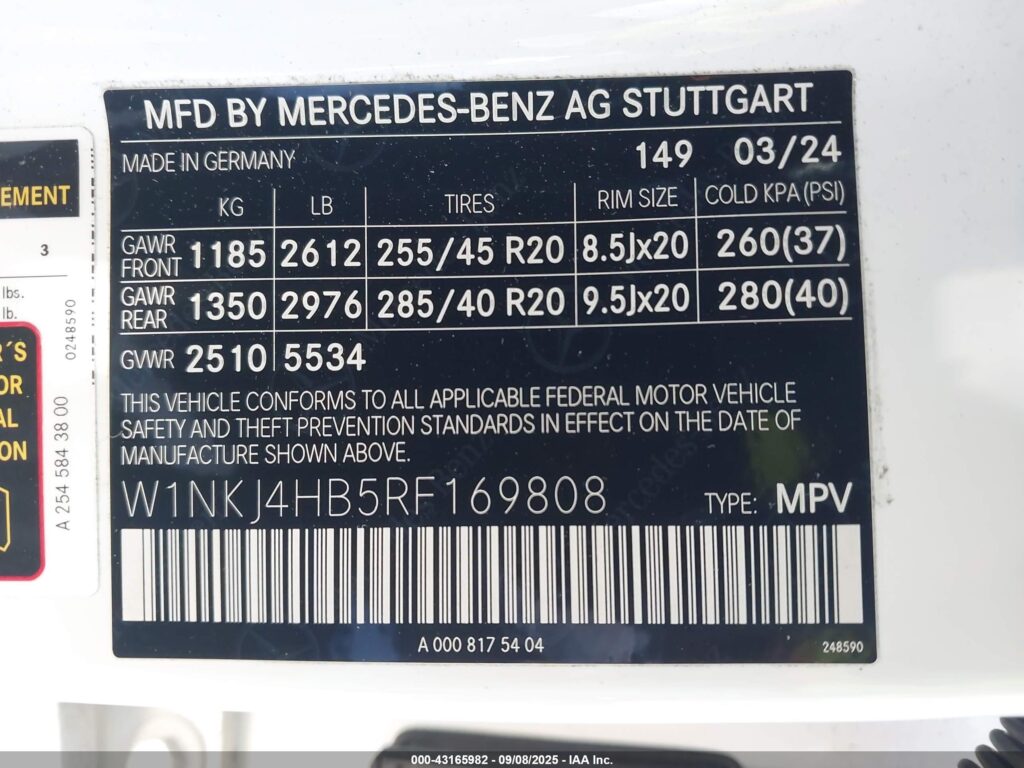 MFD BY MERCEDES-BENZ AG STUTTGART
MADE IN GERMANY 149 03/24
KG LB TIRES RIM SIZE COLD KPA(PSI)
GAWR FRONT 1185 2612 255/45 R20 8.5Jx20 260(37)
GAWR REAR 1350 2976 285/40 R20 9.5Jx20 280(40)
GVWR 2510 5534
THIS VEHICLE CONFORMS TO ALL APPLICABLE FEDERAL MOTOR VEHICLE
SAFETY AND THEFT PREVENTION STANDARDS IN EFFECT ON THE DATE OF
MANUFACTURE SHOWN ABOVE.
W1NKJ4HB5RF169808 TYPE: MPV
A 000 817 54 04 248590
EMENT
3
lbs.
lb.
0248590
R´S
OR
AL
ON
A 254 584 38 00
000-43165982 - 09/08/2025 - IAA Inc.